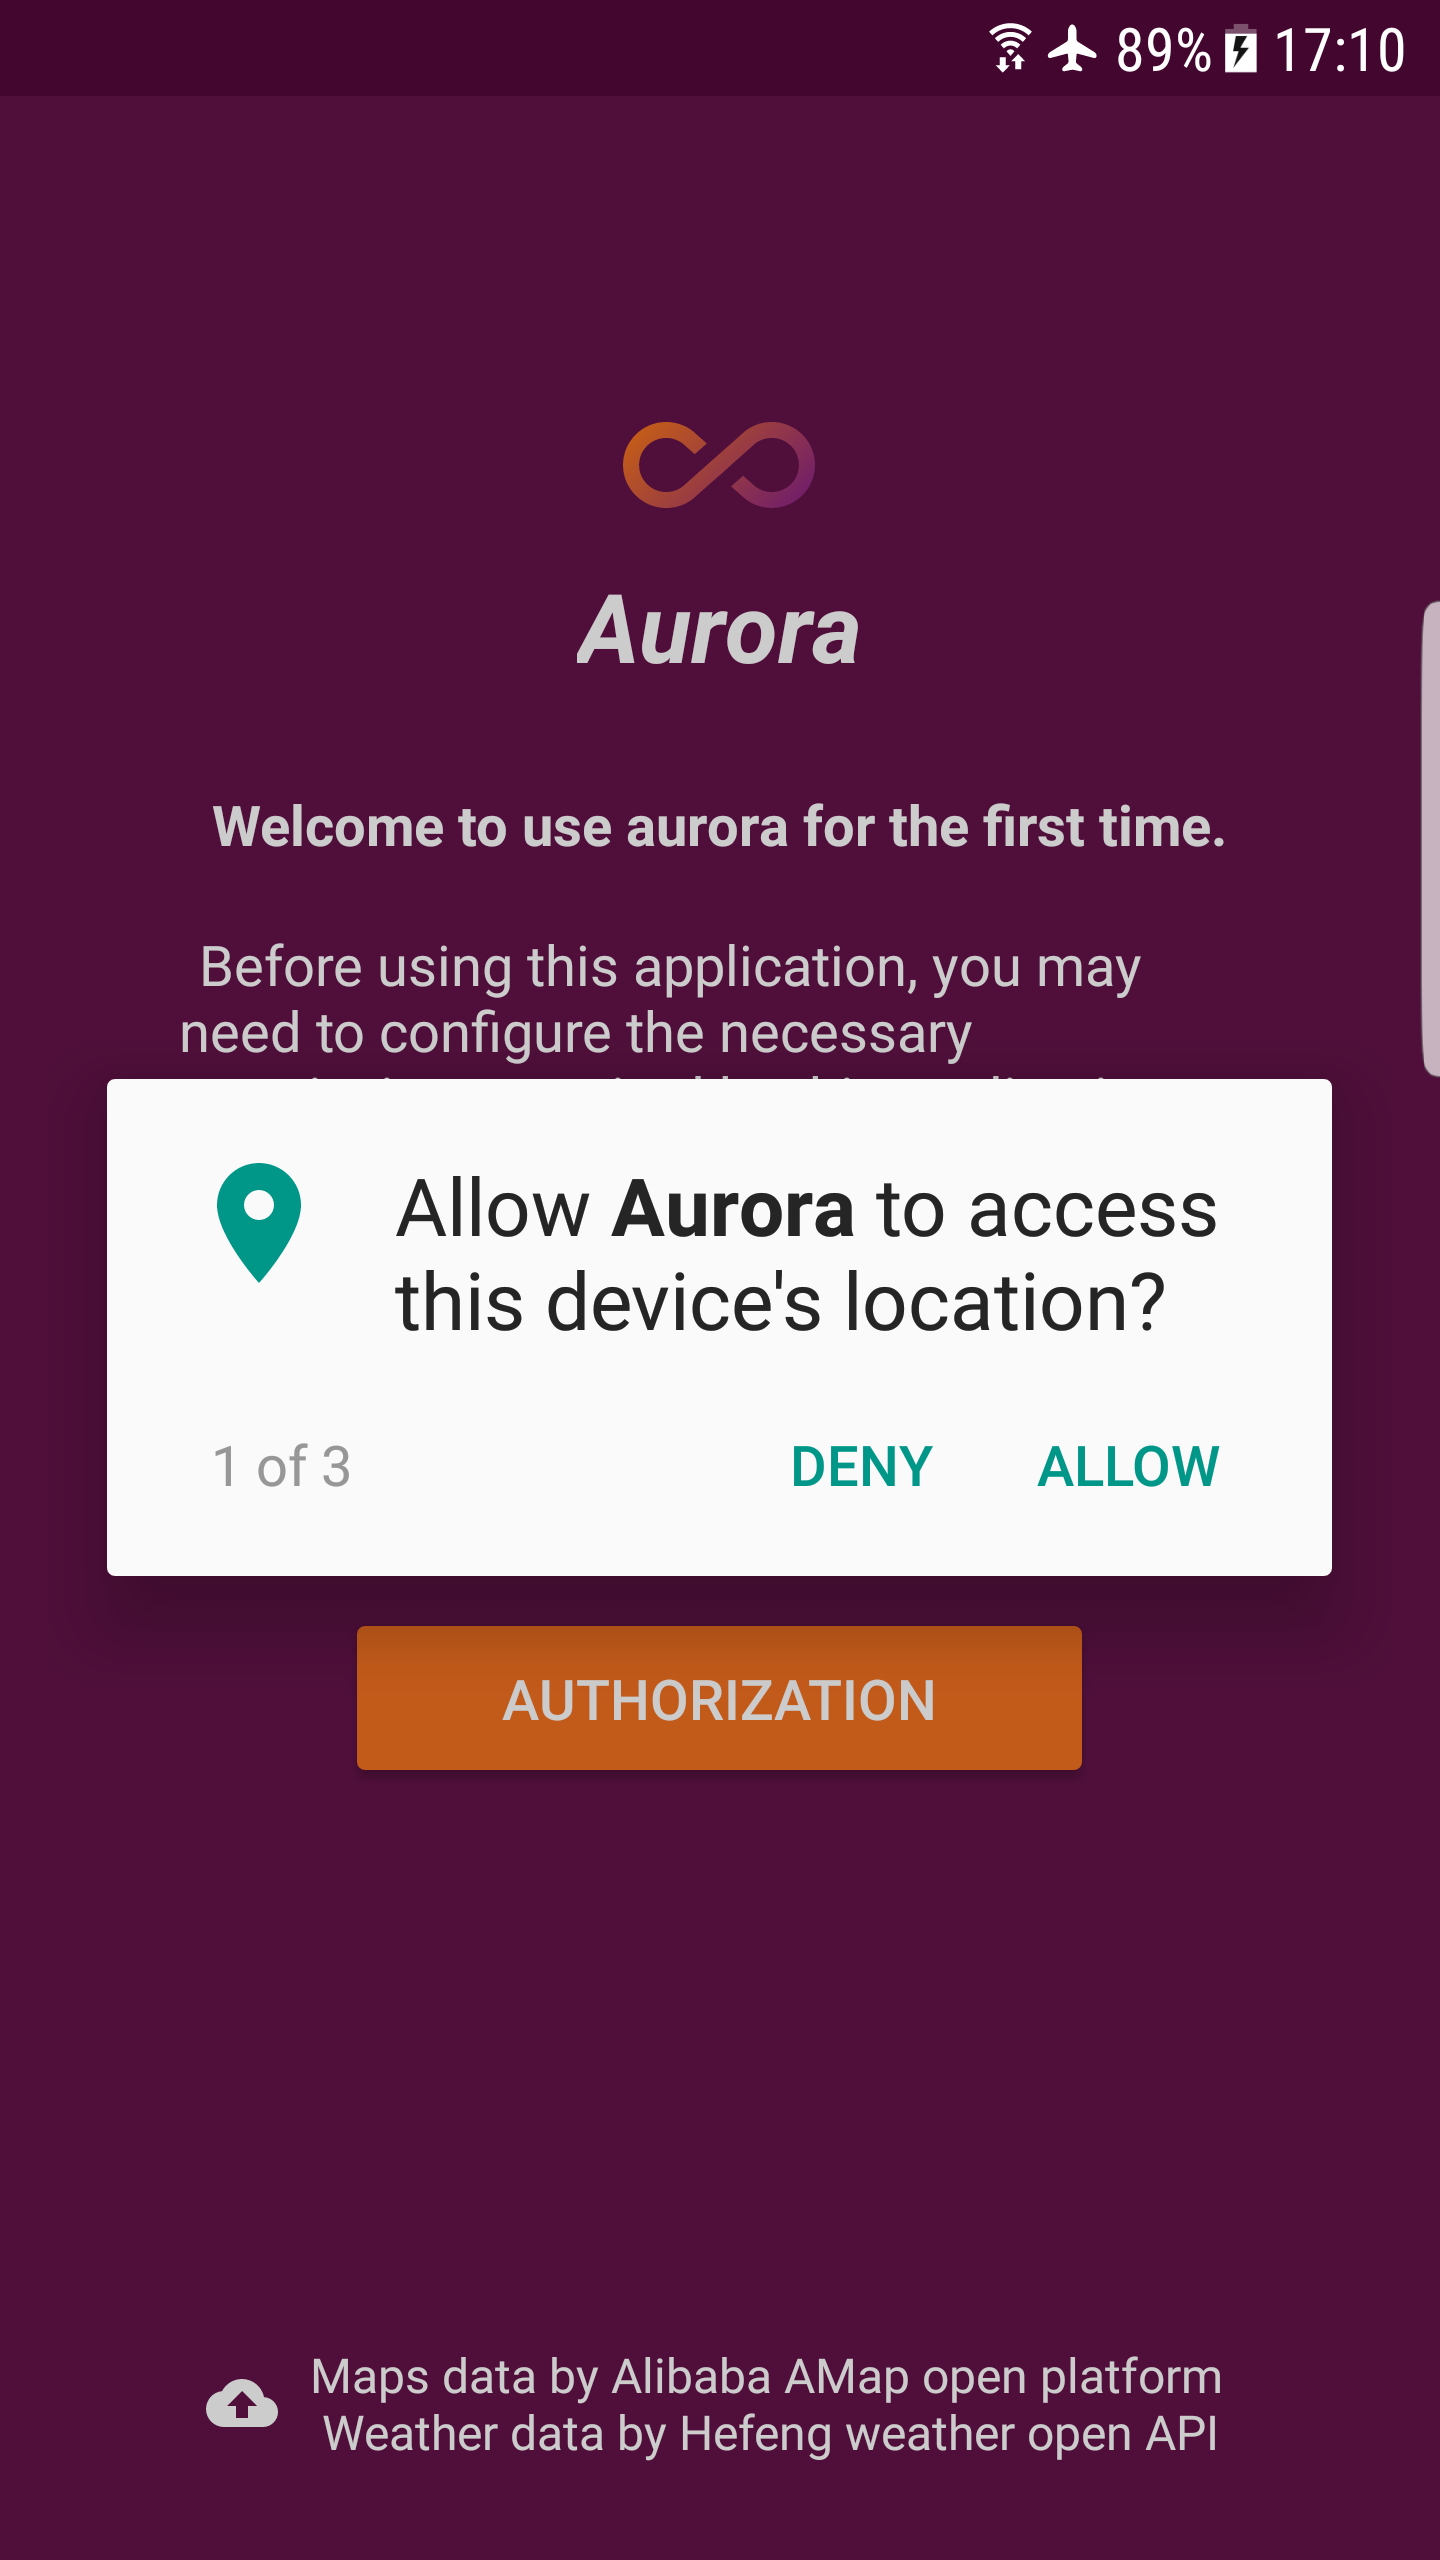 89% 17:10
Aurora
Welcome to use aurora for the first time.
Before using this application, you may
need to configure the necessary
Allow Aurora to access
this device's location?
1 of 3 DENY ALLOW
AUTHORIZATION
Maps data by Alibaba AMap open platform
Weather data by Hefeng weather open API